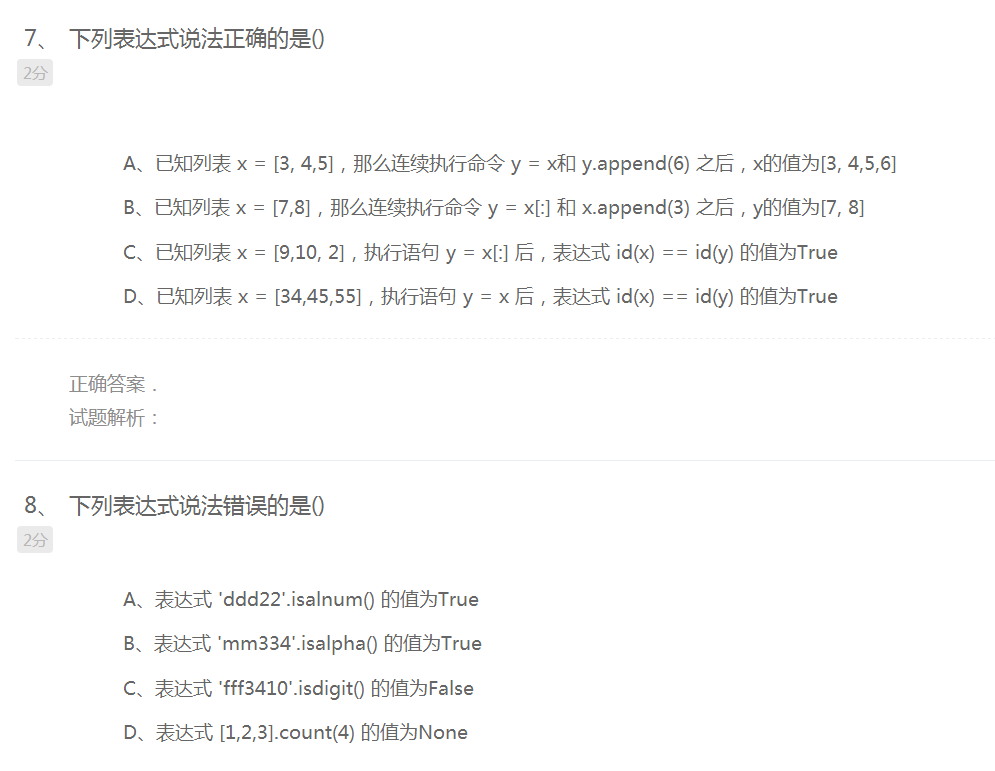 7、 下列表达式说法正确的是()
2分
A、已知列表 x = [3, 4,5]，那么连续执行命令 y = x和 y.append(6) 之后，x的值为[3, 4,5,6]
B、已知列表 x = [7,8]，那么连续执行命令 y = x[:] 和 x.append(3) 之后，y的值为[7, 8]
C、已知列表 x = [9,10, 2]，执行语句 y = x[:] 后，表达式 id(x) == id(y) 的值为True
D、已知列表 x = [34,45,55]，执行语句 y = x 后，表达式 id(x) == id(y) 的值为True
正确答案．
试题解析：
8、 下列表达式说法错误的是()
2分
A、表达式 'ddd22'.isalnum() 的值为True
B、表达式 'mm334'.isalpha() 的值为True
C、表达式 'fff3410'.isdigit() 的值为False
D、表达式 [1,2,3].count(4) 的值为None